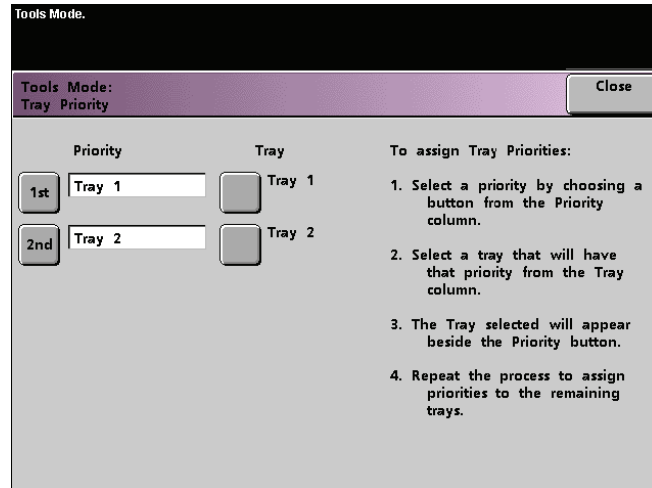 Tools Mode.
Tools Mode:
Tray Priority
Close
Priority
Tray
1st
Tray 1
Tray 1
2nd
Tray 2
Tray 2
To assign Tray Priorities:
1. Select a priority by choosing a
button from the Priority
column.
2. Select a tray that will have
that priority from the Tray
column.
3. The Tray selected will appear
beside the Priority button.
4. Repeat the process to assign
priorities to the remaining
trays.